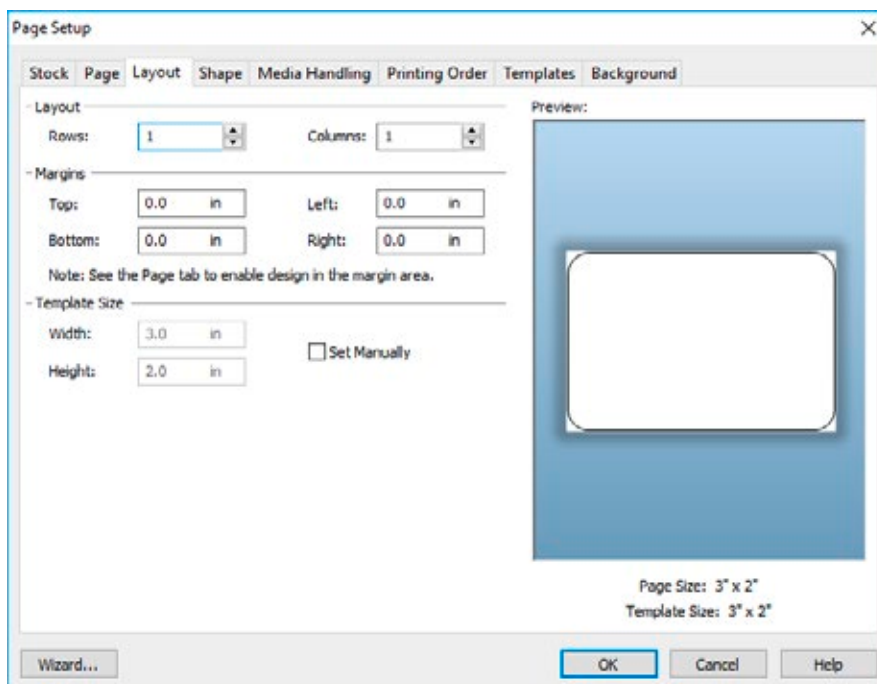 Page Setup
Stock Page Layout Shape Media Handling Printing Order Templates Background
Layout
Rows: 1 Columns: 1
Margins
Top: 0.0 in Left: 0.0 in
Bottom: 0.0 in Right: 0.0 in
Note: See the Page tab to enable design in the margin area.
Template Size
Width: 3.0 in
Set Manually
Height: 2.0 in
Preview:
Page Size: 3" x 2"
Template Size: 3" x 2"
Wizard... OK Cancel Help